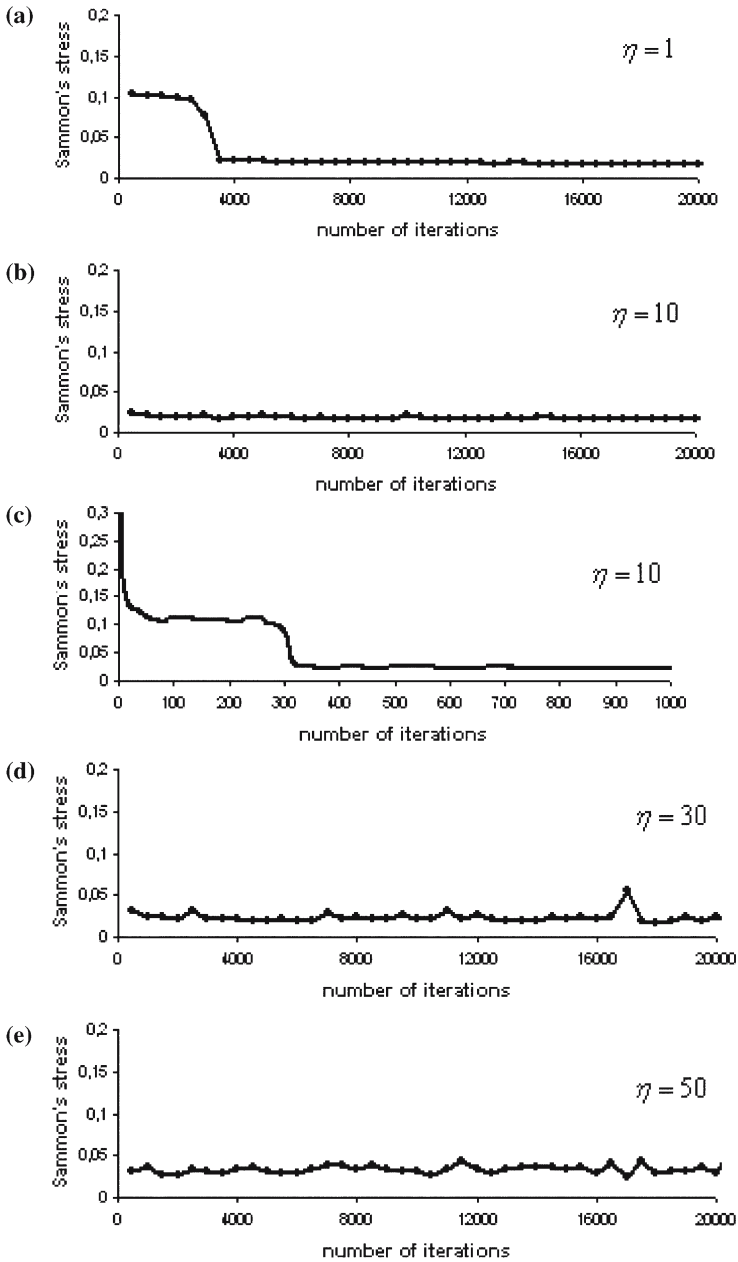 (a)
Sammon's stress
0,2
0,15
0,1
0,05
0
η = 1
0 4000 8000 12000 16000 20000
number of iterations
(b)
Sammon's stress
0,2
0,15
0,1
0,05
0
η = 10
0 4000 8000 12000 16000 20000
number of iterations
(c)
Sammon's stress
0,3
0,25
0,2
0,15
0,1
0,05
0
η = 10
0 100 200 300 400 500 600 700 800 900 1000
number of iterations
(d)
Sammon's stress
0,2
0,15
0,1
0,05
0
η = 30
0 4000 8000 12000 16000 20000
number of iterations
(e)
Sammon's stress
0,2
0,15
0,1
0,05
0
η = 50
0 4000 8000 12000 16000 20000
number of iterations